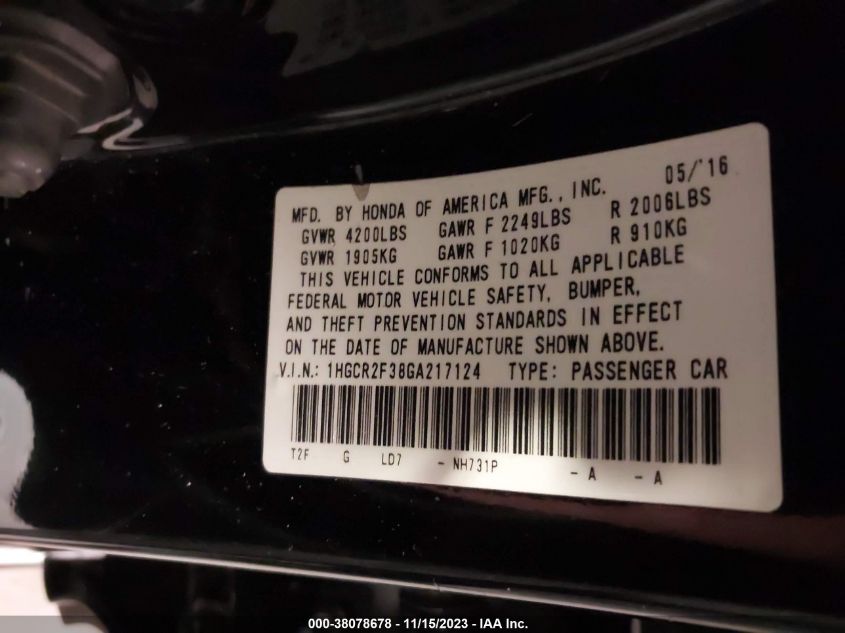 MFD. BY HONDA OF AMERICA MFG., INC. 05/'16
GVWR 4200LBS GAWR F 2249LBS R 2006LBS
GVWR 1905KG GAWR F 1020KG R 910KG
THIS VEHICLE CONFORMS TO ALL APPLICABLE
FEDERAL MOTOR VEHICLE SAFETY, BUMPER,
AND THEFT PREVENTION STANDARDS IN EFFECT
ON THE DATE OF MANUFACTURE SHOWN ABOVE.
V.I.N.: 1HGCR2F38GA217124 TYPE: PASSENGER CAR
T2F G LD7 - NH731P - A - A
000-38078678 - 11/15/2023 - IAA Inc.